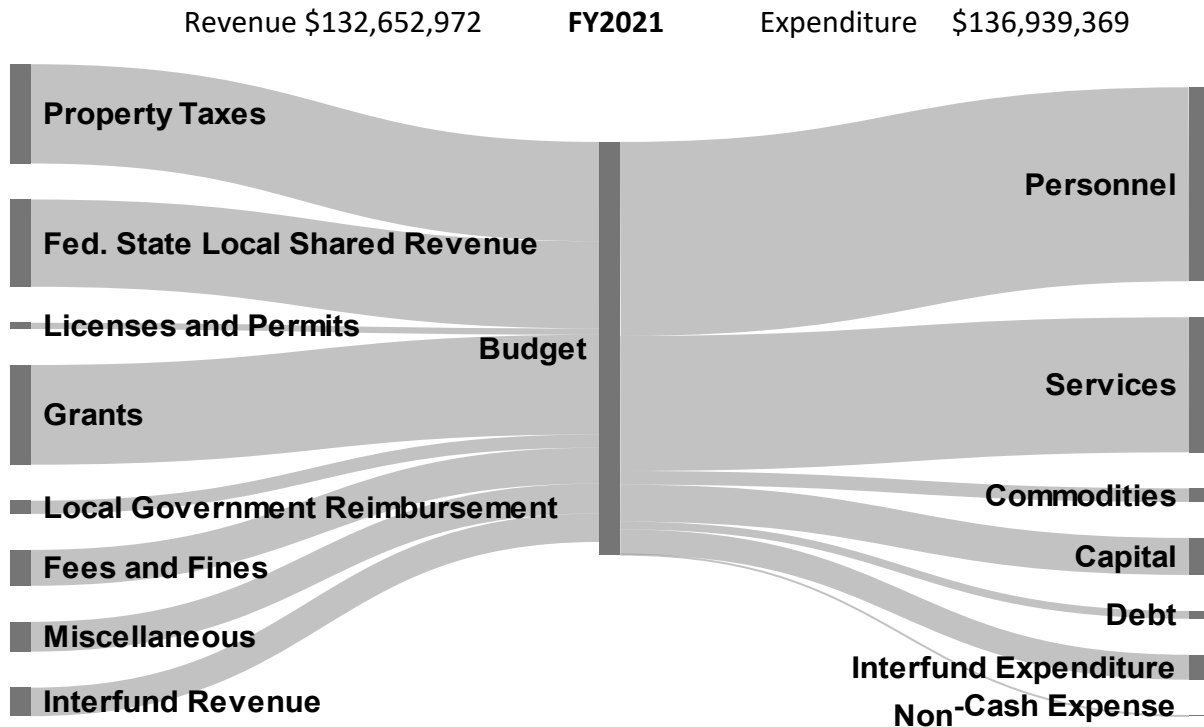 Revenue $132,652,972 FY2021 Expenditure $136,939,369
Property Taxes
Fed. State Local Shared Revenue
Licenses and Permits
Grants
Local Government Reimbursement
Fees and Fines
Miscellaneous
Interfund Revenue
Budget
Personnel
Services
Commodities
Capital
Debt
Interfund Expenditure
Non-Cash Expense